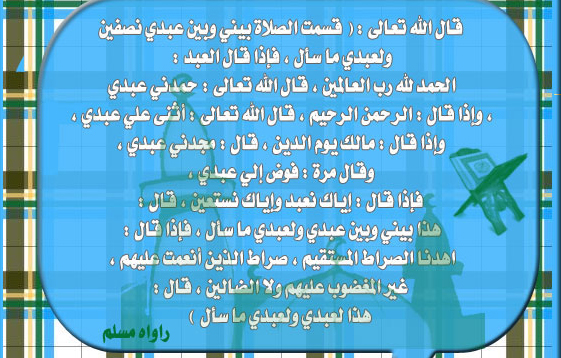 قال الله تعالى : ( قسمت الصلاة بيني وبين عبدي نصفين
ولعبدي ما سأل ، فإذا قال العبد :
الحمد لله رب العالمين ، قال الله تعالى : حمدني عبدي
، وإذا قال : الرحمن الرحيم ، قال الله تعالى : أثنى علي عبدي ،
وإذا قال : مالك يوم الدين ، قال : مجدني عبدي ،
وقال مرة : فوض إلي عبدي ،
فإذا قال : إياك نعبد وإياك نستعين ، قال :
هذا بيني وبين عبدي ولعبدي ما سأل ، فإذا قال :
اهدنا الصراط المستقيم ، صراط الذين أنعمت عليهم ،
غير المغضوب عليهم ولا الضالين ، قال :
هذا لعبدي ولعبدي ما سأل )
راواه مسلم